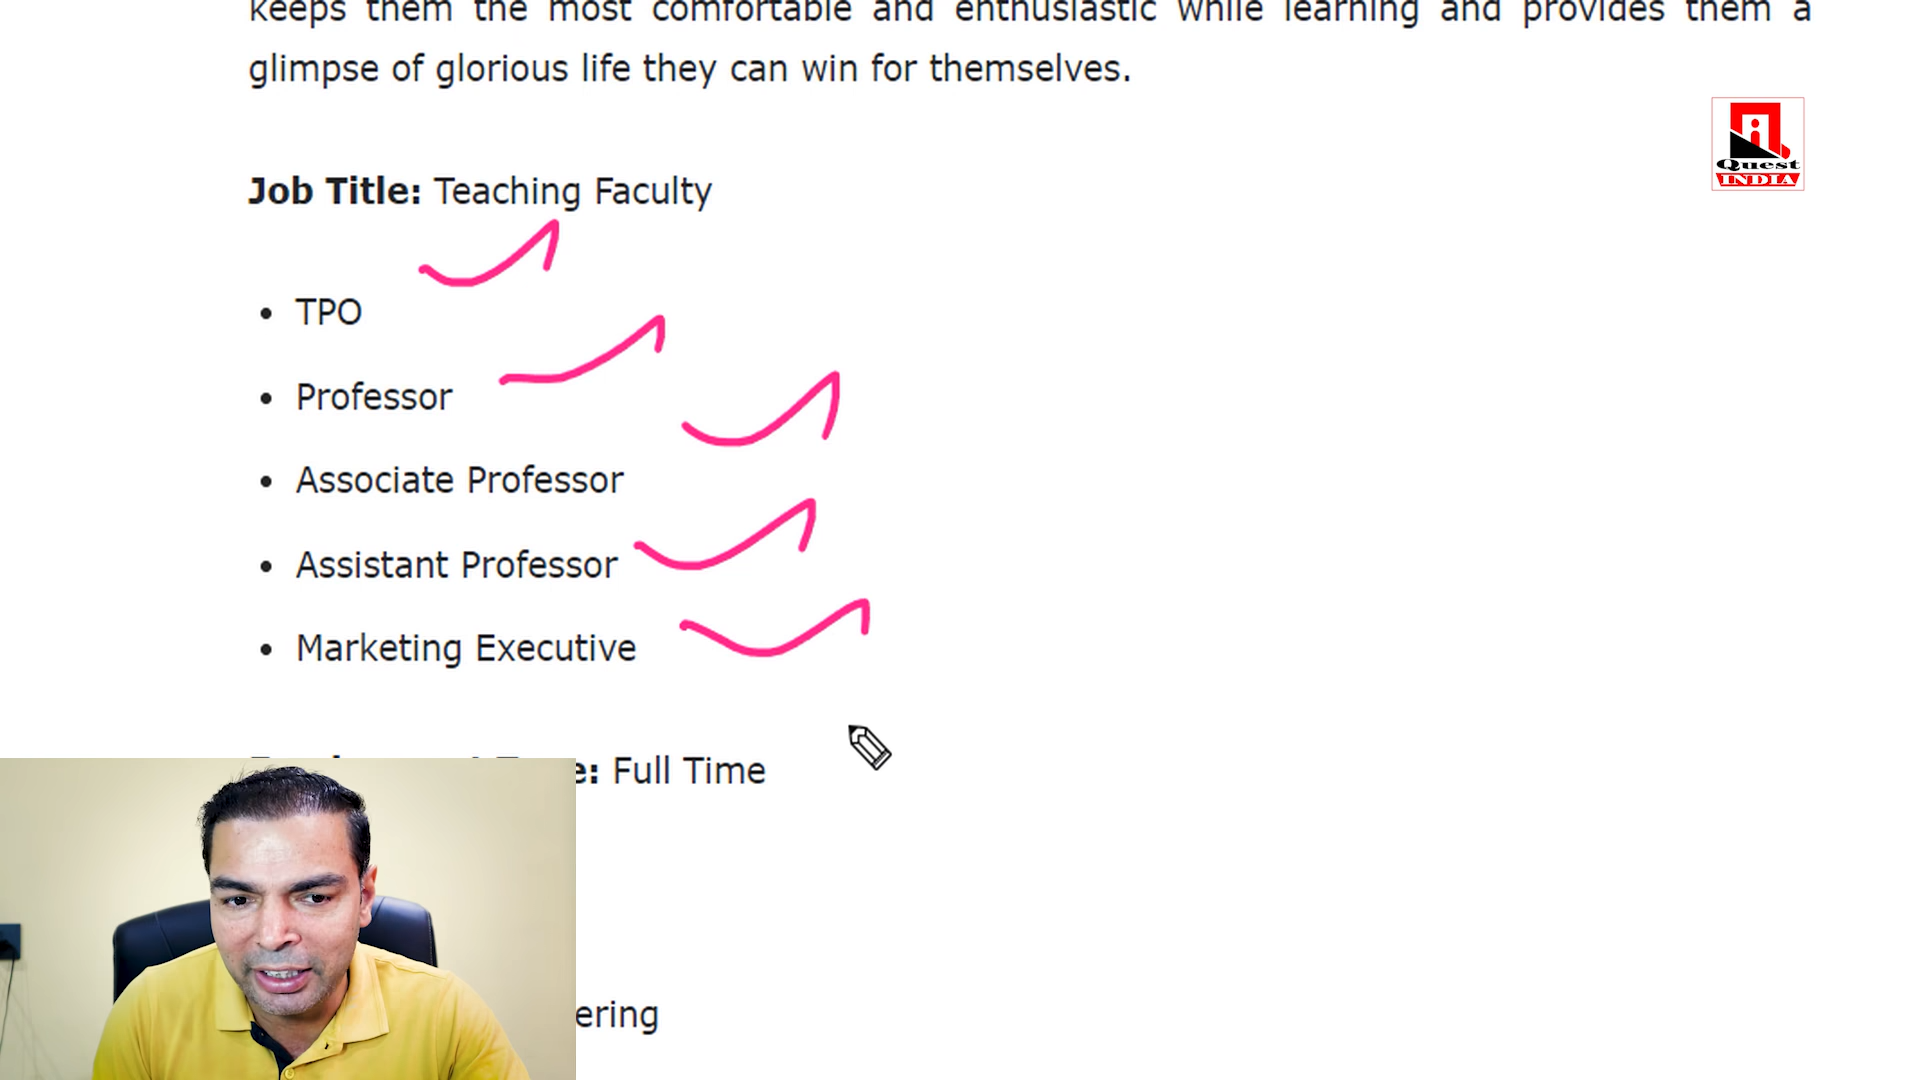 keeps them the most comfortable and enthusiastic while learning and provides them a
glimpse of glorious life they can win for themselves.
Quest
INDIA
Job Title: Teaching Faculty
• TPO
• Professor
• Associate Professor
• Assistant Professor
• Marketing Executive
e: Full Time
ering